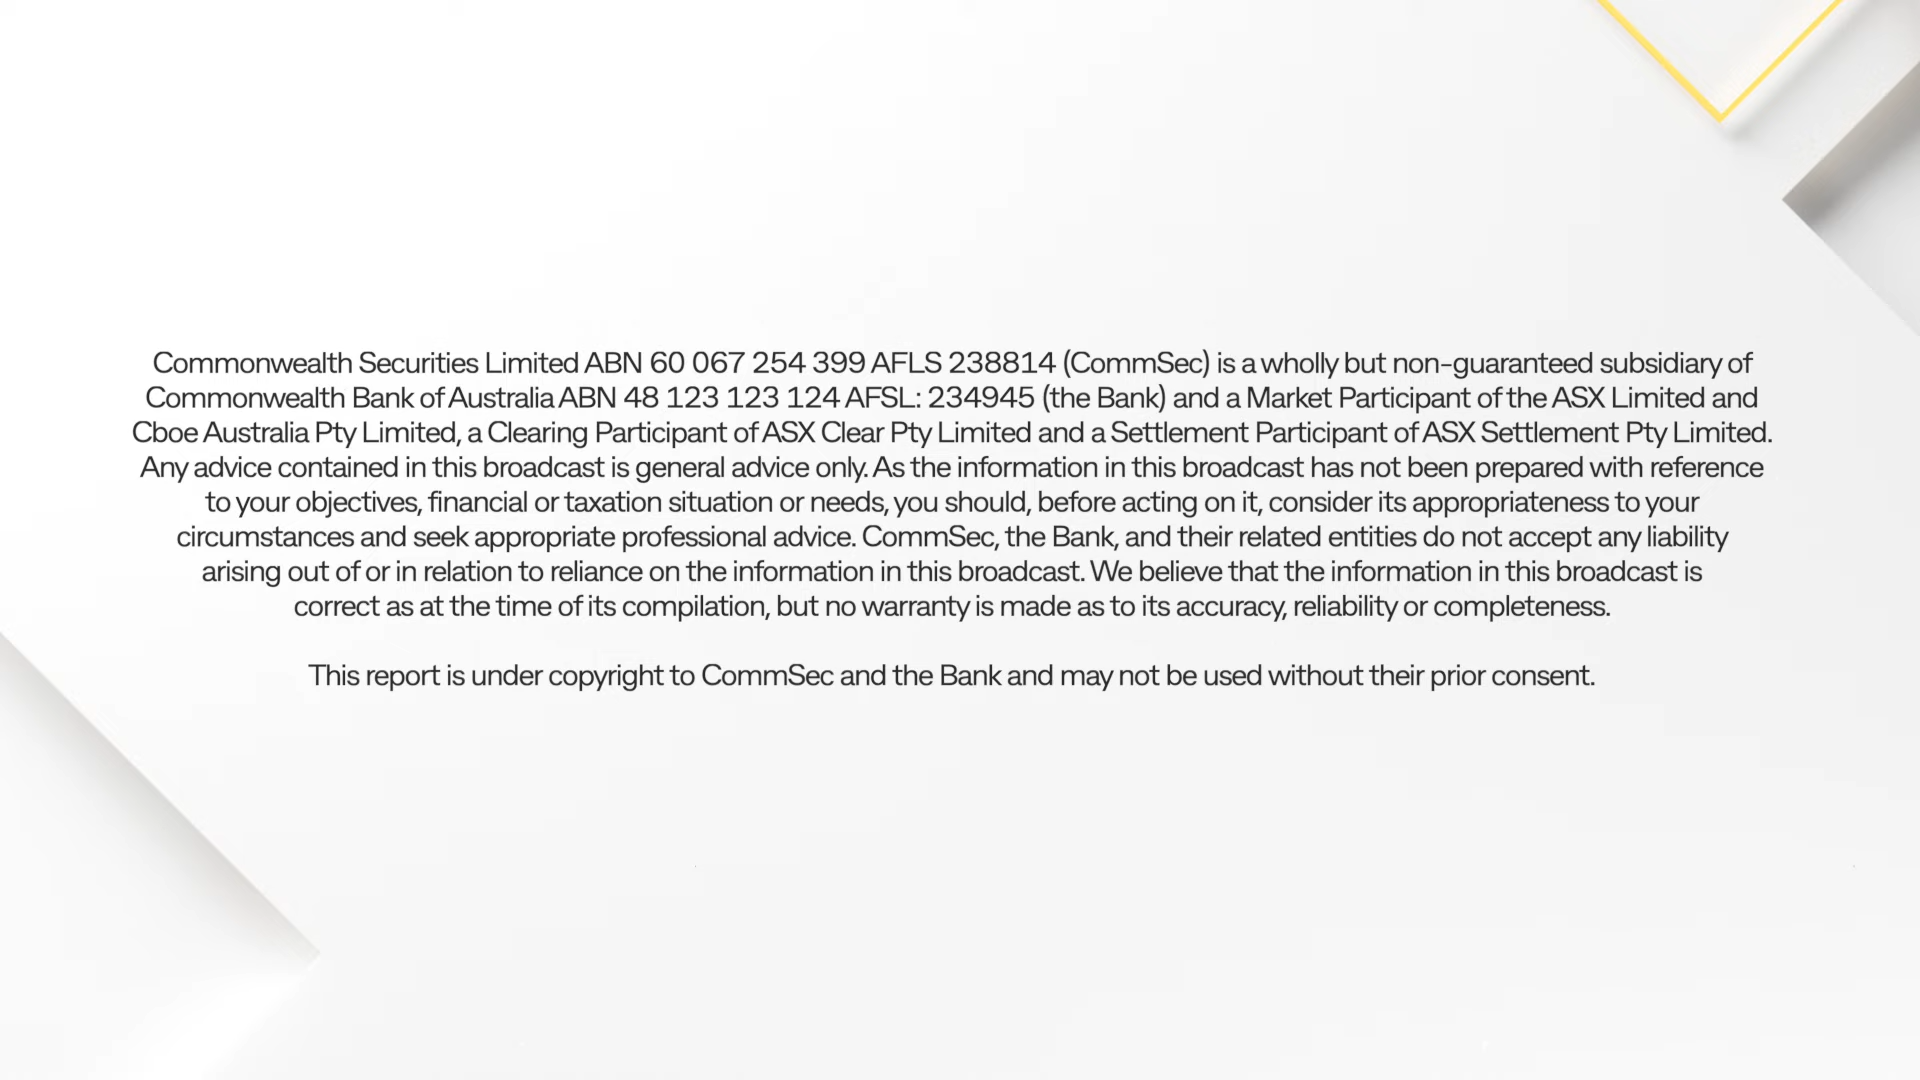 Commonwealth Securities Limited ABN 60 067 254 399 AFLS 238814 (CommSec) is a wholly but non-guaranteed subsidiary of
Commonwealth Bank of Australia ABN 48 123 123 124 AFSL: 234945 (the Bank) and a Market Participant of the ASX Limited and
Cboe Australia Pty Limited, a Clearing Participant of ASX Clear Pty Limited and a Settlement Participant of ASX Settlement Pty Limited.
Any advice contained in this broadcast is general advice only. As the information in this broadcast has not been prepared with reference
to your objectives, financial or taxation situation or needs, you should, before acting on it, consider its appropriateness to your
circumstances and seek appropriate professional advice. CommSec, the Bank, and their related entities do not accept any liability
arising out of or in relation to reliance on the information in this broadcast. We believe that the information in this broadcast is
correct as at the time of its compilation, but no warranty is made as to its accuracy, reliability or completeness.
This report is under copyright to CommSec and the Bank and may not be used without their prior consent.